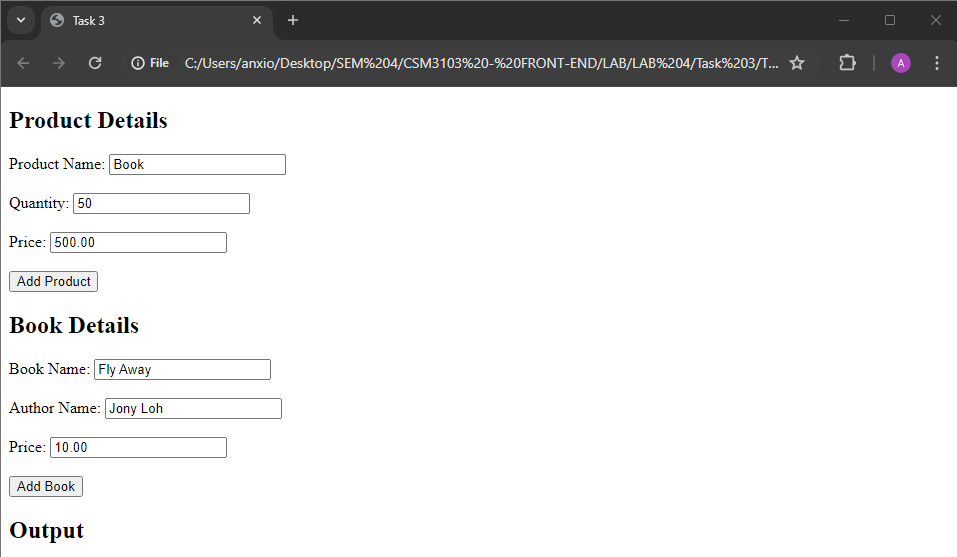 Task 3
File C:/Users/anxio/Desktop/SEM%204/CSM3103%20-%20FRONT-END/LAB/LAB%204/Task%203/T...
A
Product Details
Product Name: Book
Quantity: 50
Price: 500.00
Add Product
Book Details
Book Name: Fly Away
Author Name: Jony Loh
Price: 10.00
Add Book
Output